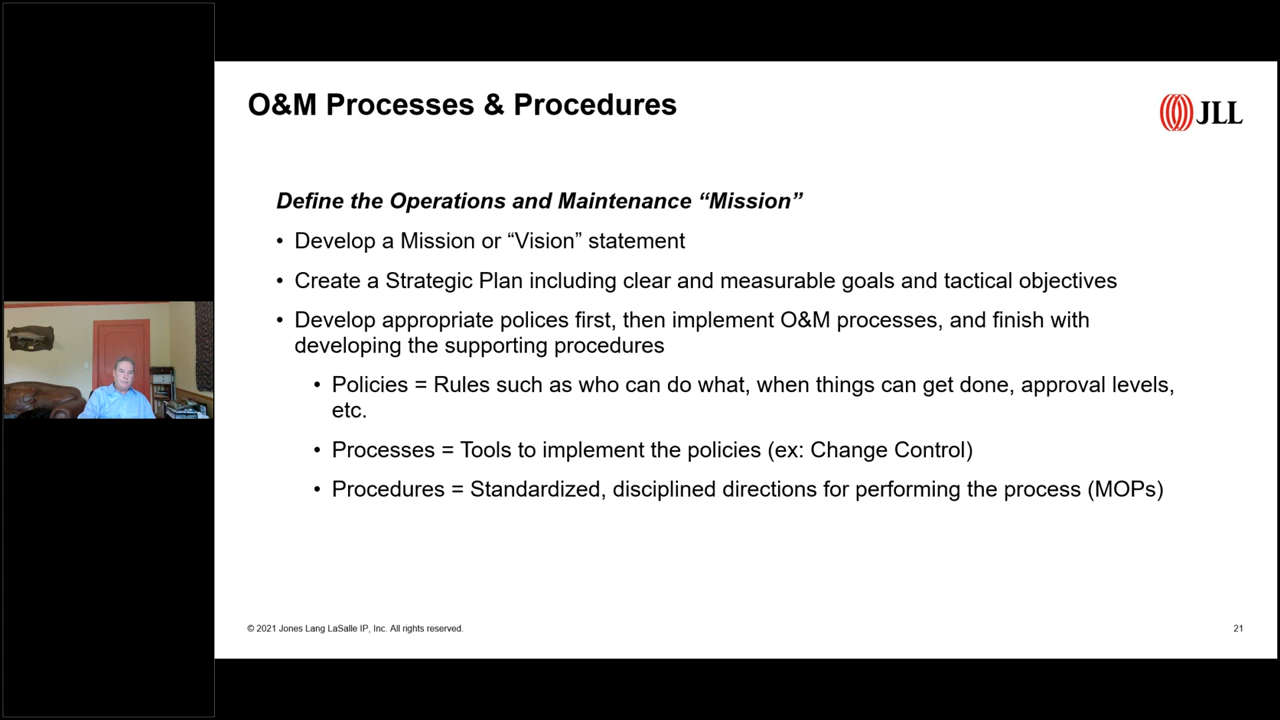 O&M Processes & Procedures
JLL
Define the Operations and Maintenance “Mission”
• Develop a Mission or “Vision” statement
• Create a Strategic Plan including clear and measurable goals and tactical objectives
• Develop appropriate polices first, then implement O&M processes, and finish with
developing the supporting procedures
• Policies = Rules such as who can do what, when things can get done, approval levels,
etc.
• Processes = Tools to implement the policies (ex: Change Control)
• Procedures = Standardized, disciplined directions for performing the process (MOPs)
© 2021 Jones Lang LaSalle IP, Inc. All rights reserved.
21